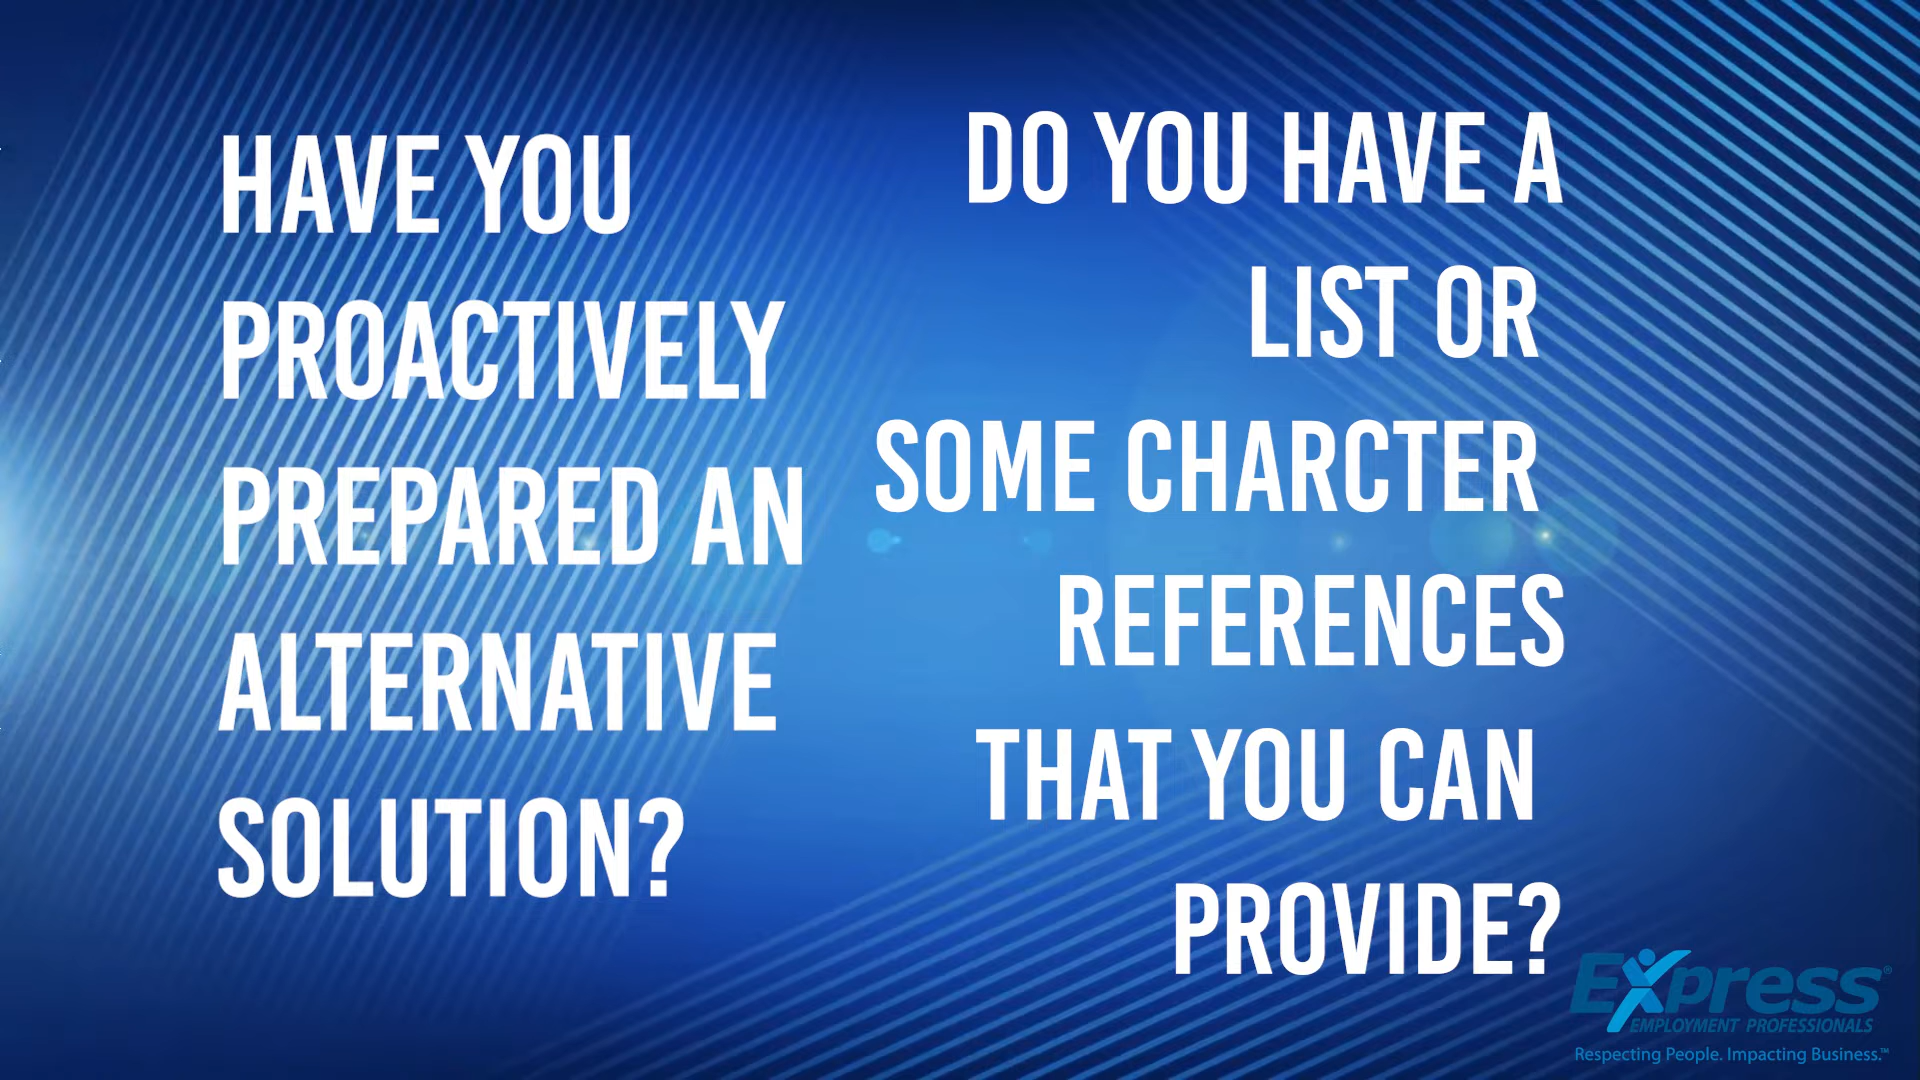 HAVE YOU
PROACTIVELY
PREPARED AN
ALTERNATIVE
SOLUTION?
DO YOU HAVE A
LIST OR
SOME CHARCTER
REFERENCES
THAT YOU CAN
PROVIDE?
Express®
EMPLOYMENT PROFESSIONALS
Respecting People. Impacting Business.™